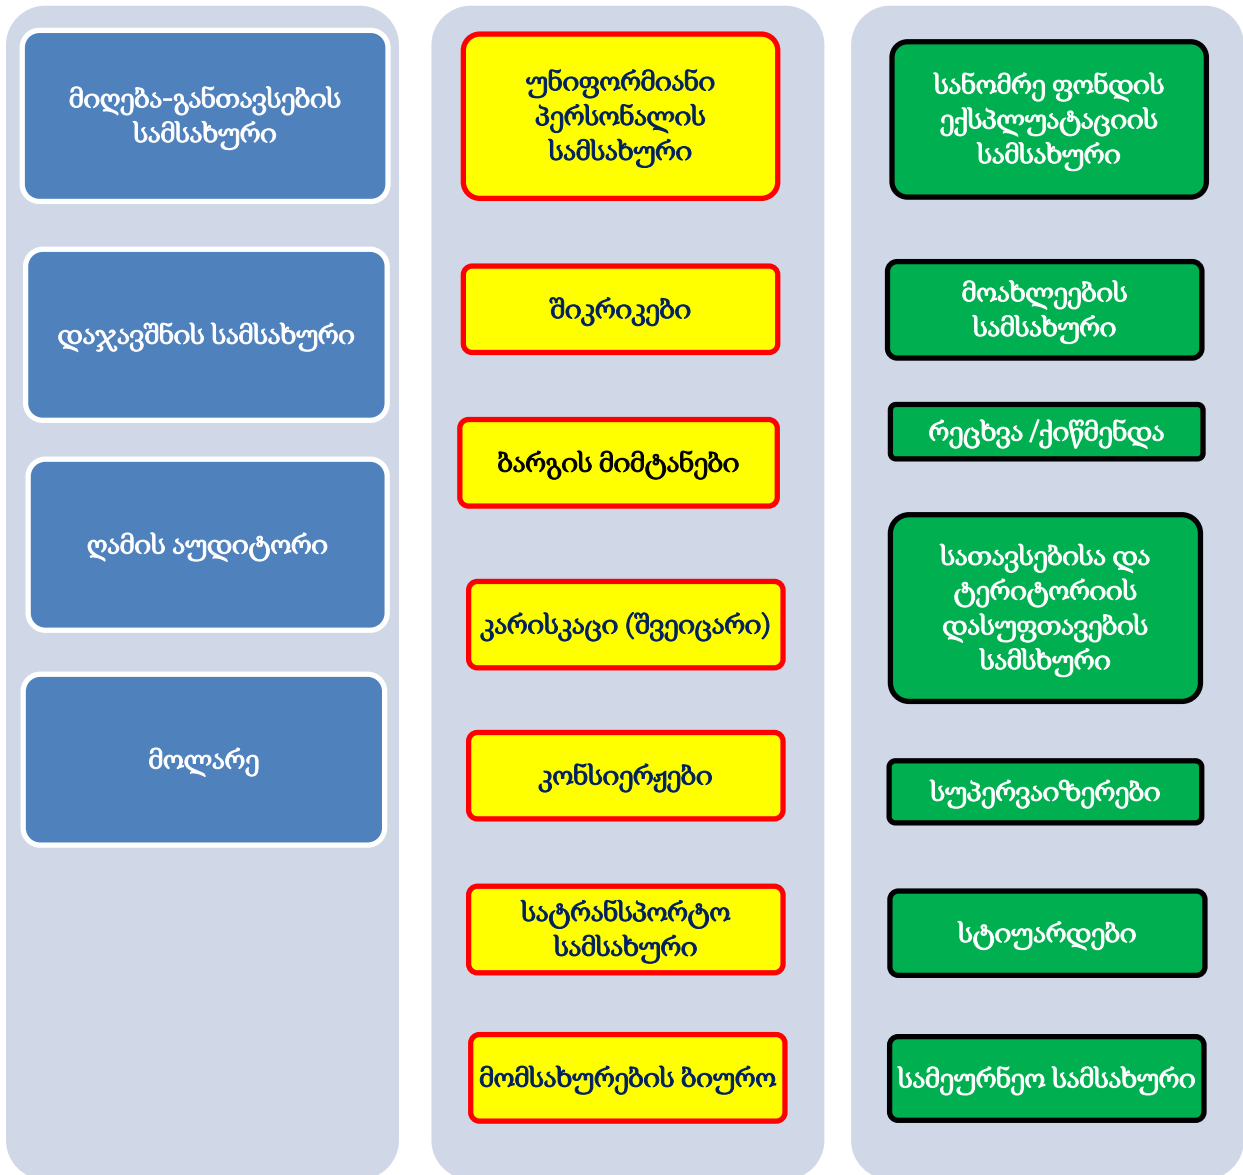 მიღება-განთავსების
სამსახური
დაჯავშნის სამსახური
ღამის აუდიტორი
მოლარე
უნიფორმიანი
პერსონალის
სამსახური
შიკრიკები
ბარგის მიმტანები
კარისკაცი (შვეიცარი)
კონსიერჟები
სატრანსპორტო
სამსახური
მომსახურების ბიურო
სანომრე ფონდის
ექსპლუატაციის
სამსახური
მოახლეების
სამსახური
რეცხვა /ქიწმენდა
სათავსებისა და
ტერიტორიის
დასუფთავების
სამსხური
სუპერვაიზერები
სტიუარდები
სამეურნეო სამსახური